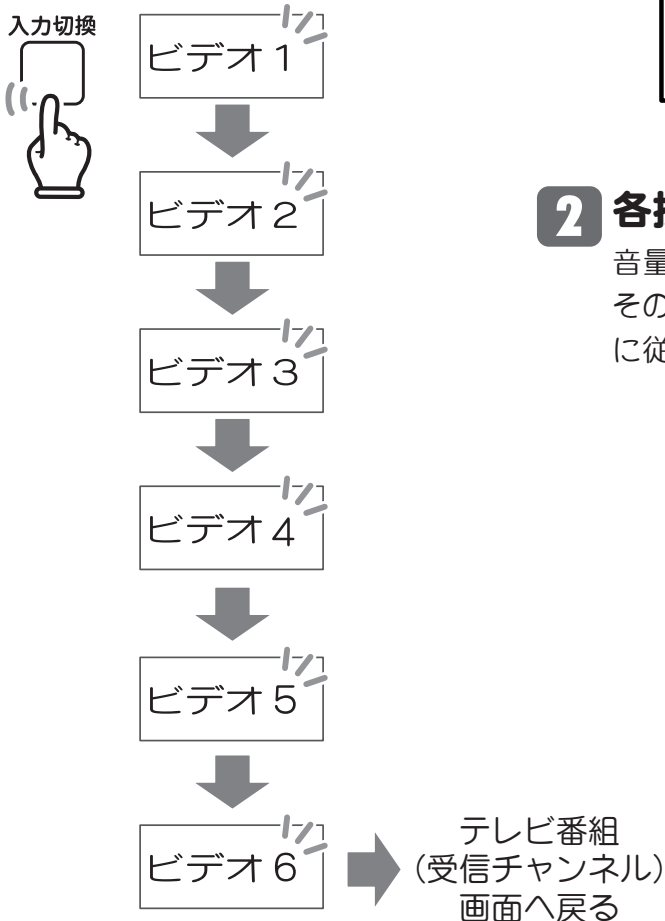 入力切換
ビデオ1
ビデオ2
ビデオ3
ビデオ4
ビデオ5
ビデオ6
テレビ番組
(受信チャンネル)
画面へ戻る
2 各
音量
その
に従